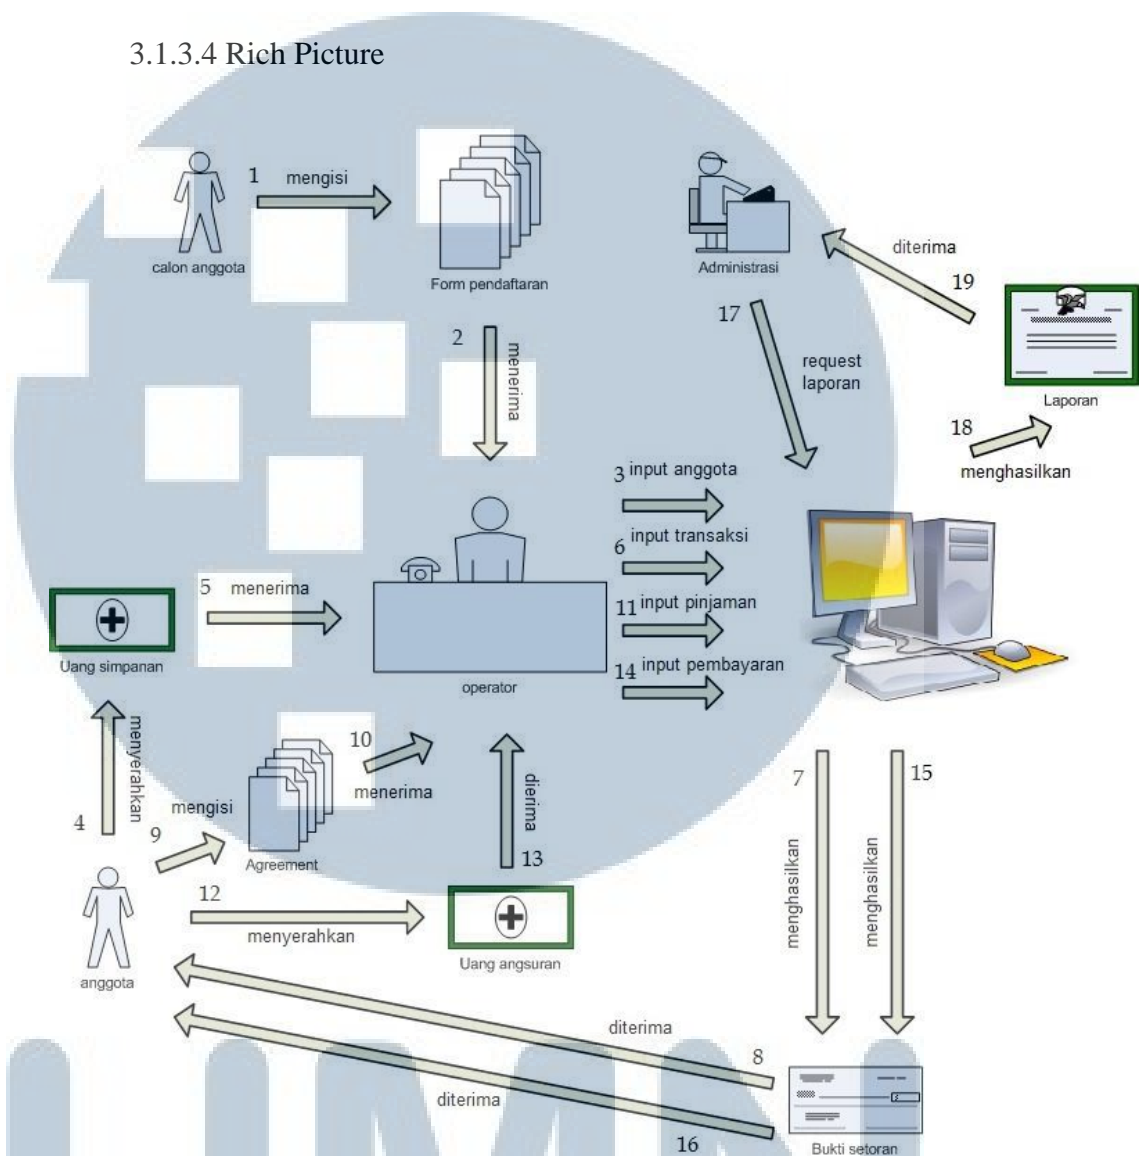 3.1.3.4 Rich Picture
1 mengisi
calon anggota
Form pendaftaran
Administrasi
diterima
19
2
menerima
17
request
laporan
Laporan
18
menghasilkan
3 input anggota
6 input transaksi
11 input pinjaman
14 input pembayaran
5 menerima
Uang simpanan
operator
menyerahkan
4
10
menerima
mengisi
9
Agreement
dierima
13
12
menyerahkan
anggota
Uang angsuran
7
menghasilkan
15
menghasilkan
diterima
8
diterima
16
Bukti setoran
UMN